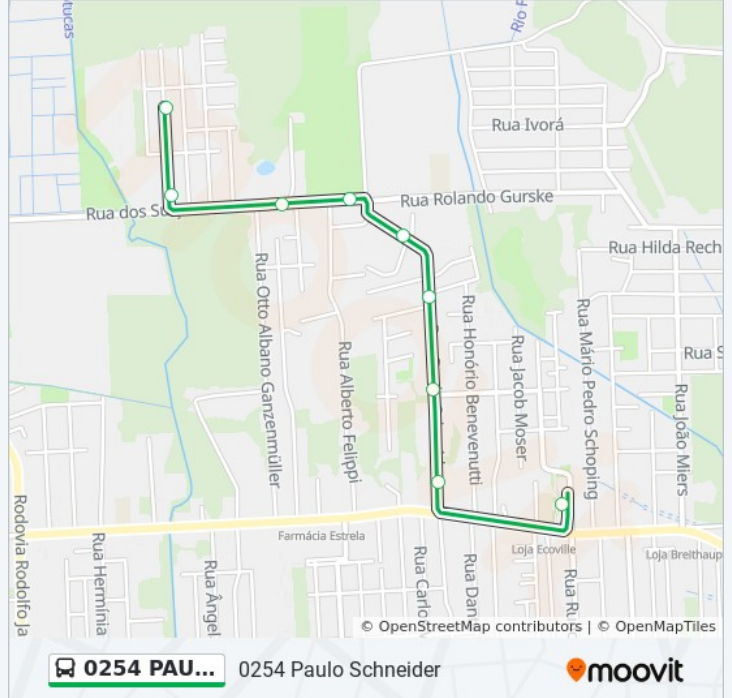 Rio d
Rua Ivorá
Rua Rolando Gurske
Rua dos Su
Rua Hilda Rech
Rua Otto Albano Ganzenmüller
Rua Alberto Felippi
Rua Honório Benevenutti
Rua Jacob Moser
Rua Mário Pedro Schoping
Rua S
Rua João Miers
Rodovia Rodolfo Ja
Rua Hermínia
Rua Ângel
Farmácia Estrela
Rua Carlo
Rua Dan
Loja Ecoville
Rua Ru
Loja Breithaup
© OpenStreetMap contributors | © OpenMapTiles
0254 PAU...
0254 Paulo Schneider
moovit